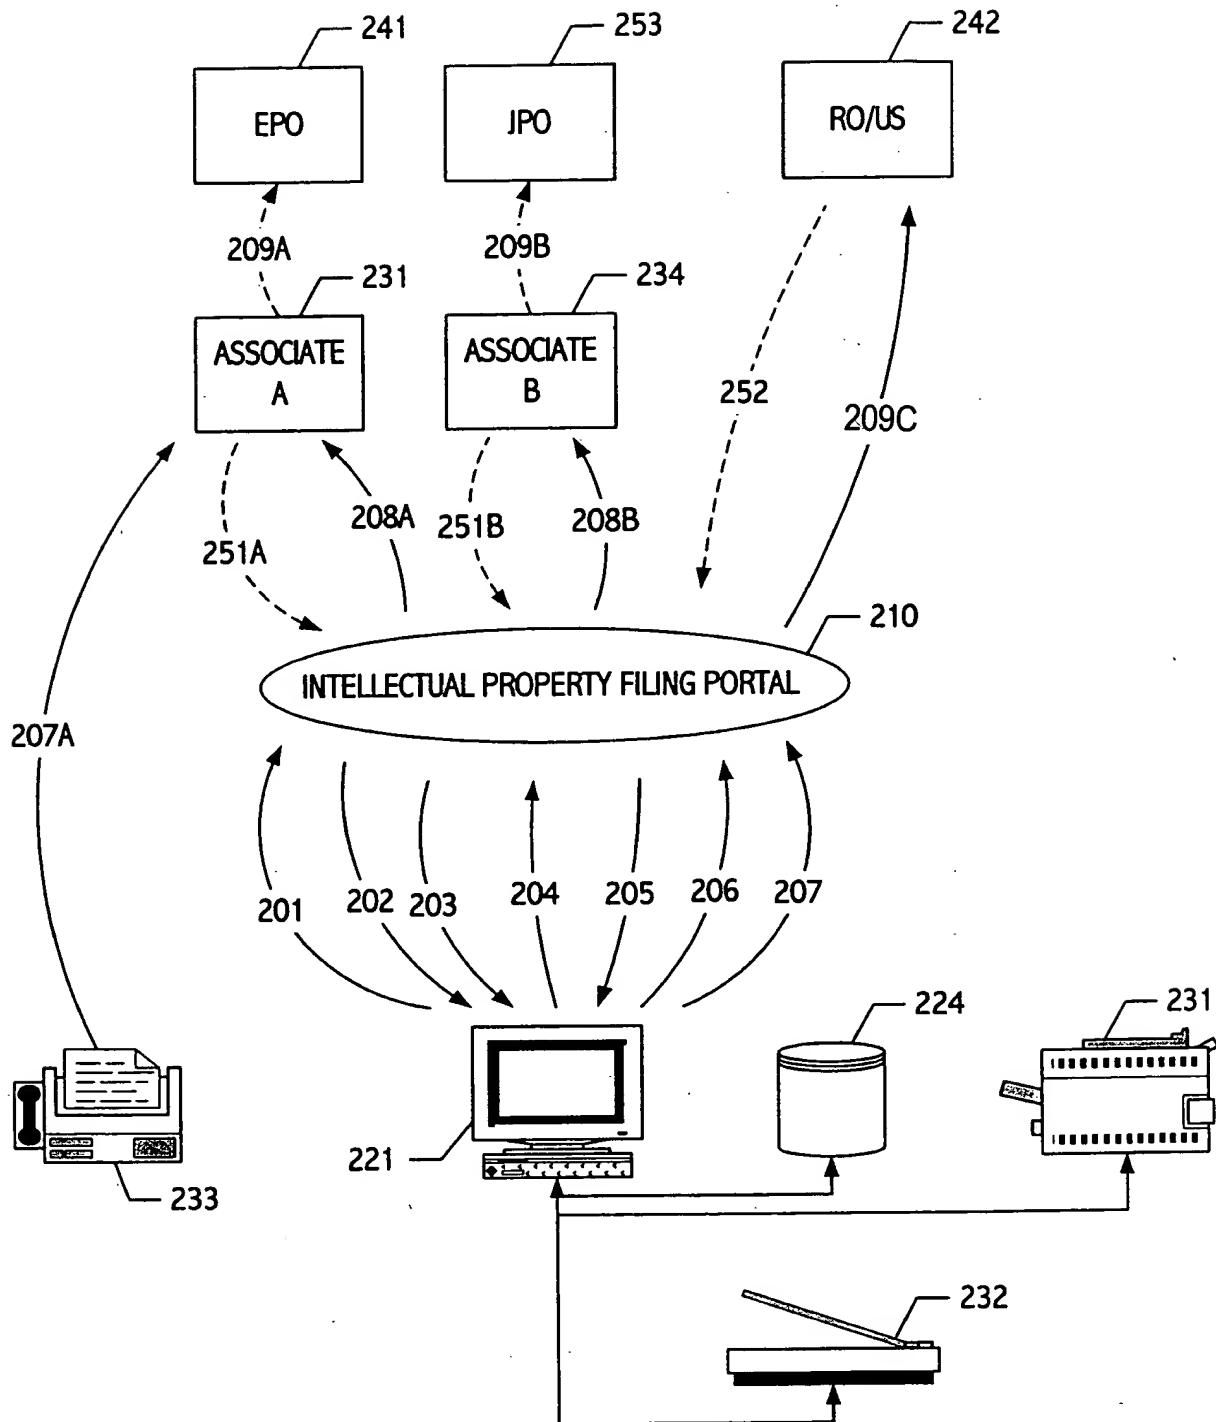 241
253
242
EPO
JPO
RO/US
209A
209B
231
234
ASSOCIATE
A
ASSOCIATE
B
252
209C
208A
251B
208B
251A
210
INTELLECTUAL PROPERTY FILING PORTAL
207A
201
202
203
204
205
206
207
224
231
221
233
232